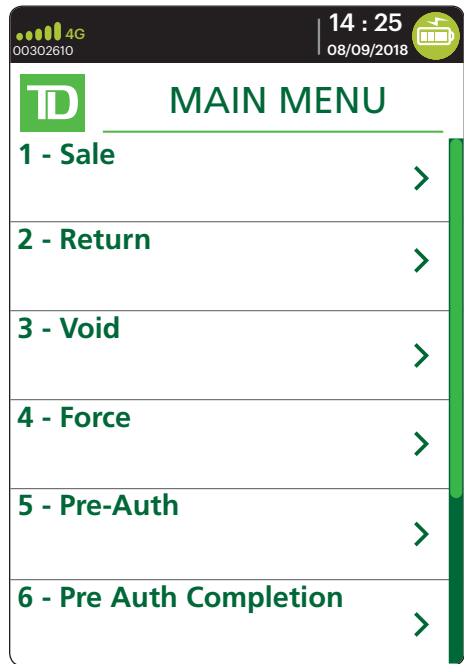 4G
14 : 25
00302610
08/09/2018
TD
MAIN MENU
1 - Sale
2 - Return
3 - Void
4 - Force
5 - Pre-Auth
6 - Pre Auth Completion